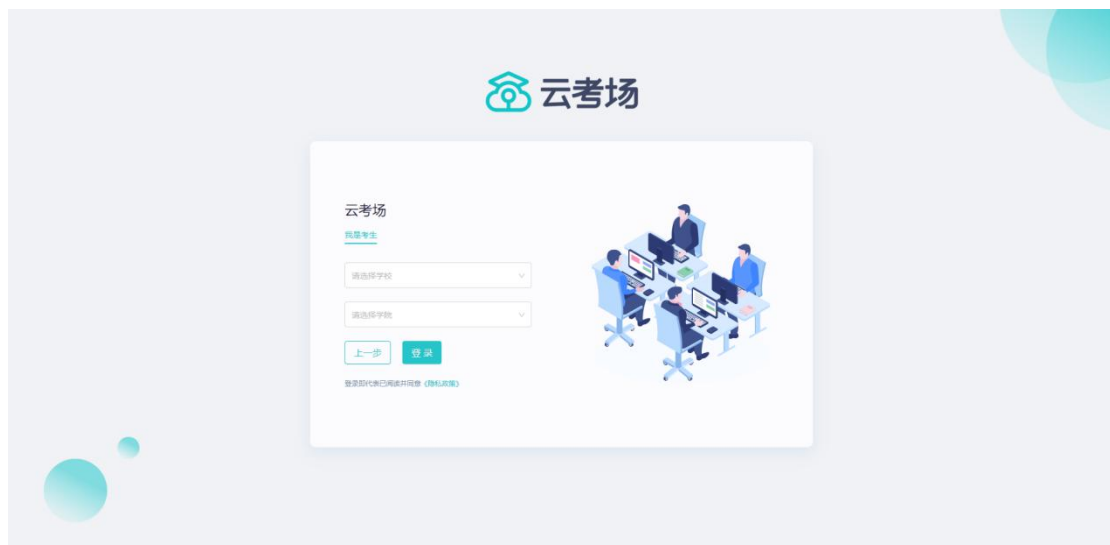 云考场
云考场
我是考生
请选择学校
请选择学院
上一步
登录
登录即代表已阅读并同意《隐私政策》